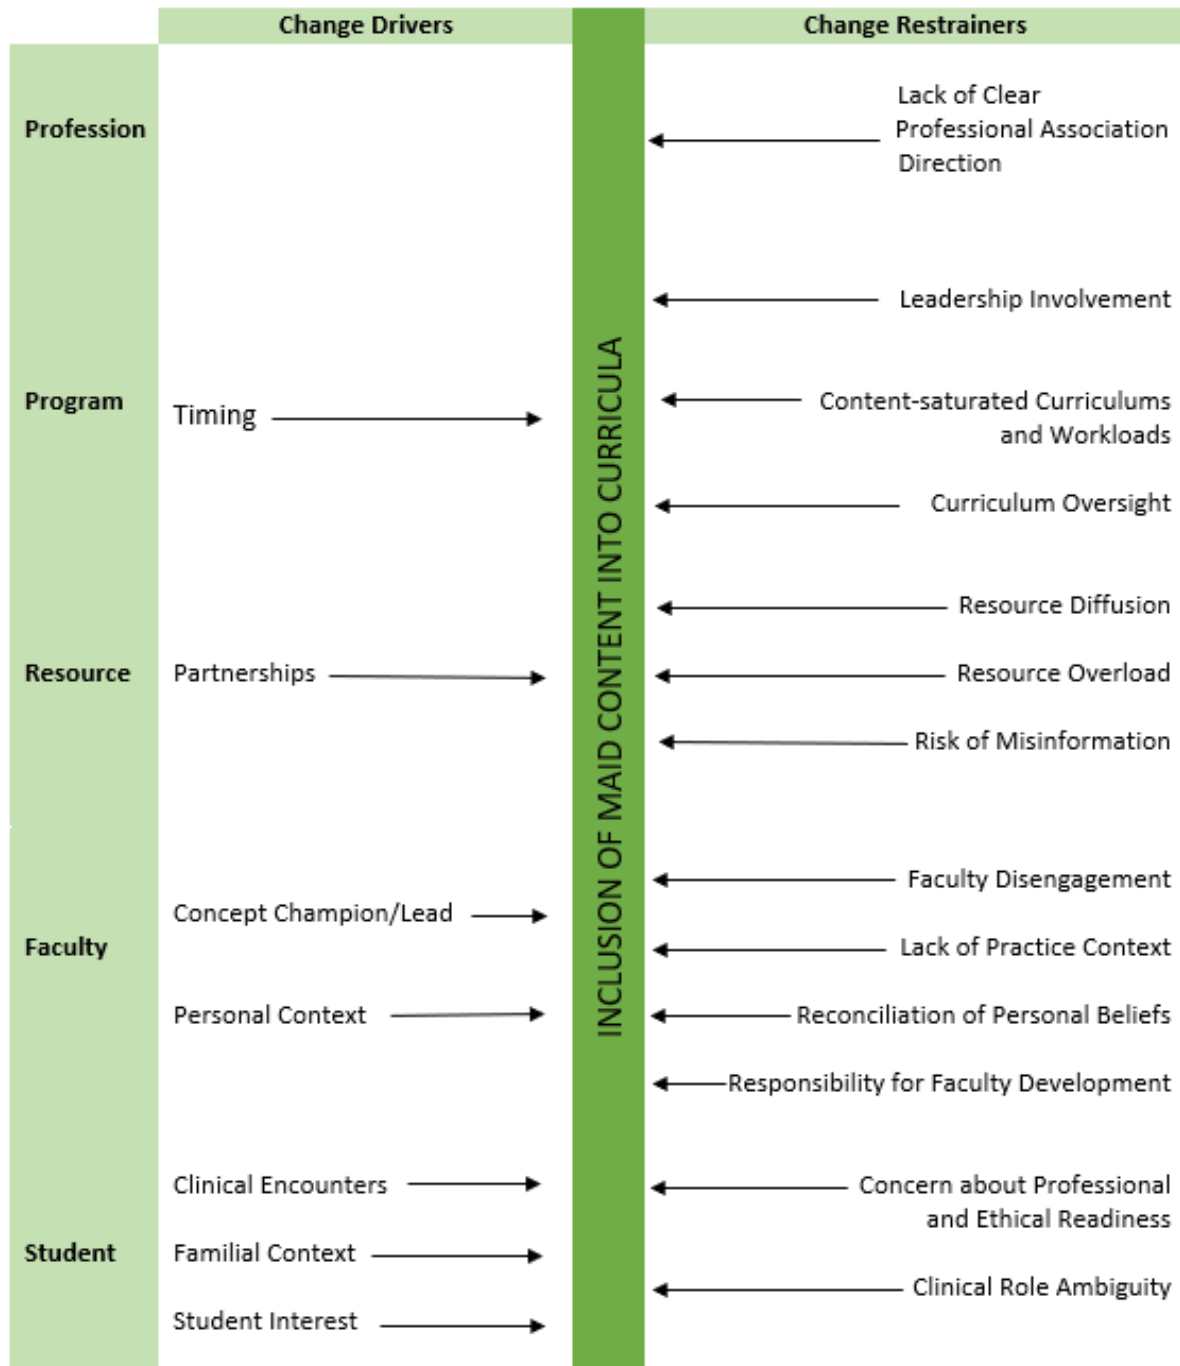 Change Drivers
Change Restrainers
Profession
Lack of Clear
Professional Association
Direction
Leadership Involvement
Program
Timing
Content-saturated Curriculums
and Workloads
Curriculum Oversight
Resource Diffusion
Resource
Partnerships
Resource Overload
Risk of Misinformation
INCLUSION OF MAID CONTENT INTO CURRICULA
Faculty Disengagement
Concept Champion/Lead
Faculty
Lack of Practice Context
Personal Context
Reconciliation of Personal Beliefs
Responsibility for Faculty Development
Clinical Encounters
Concern about Professional
and Ethical Readiness
Student
Familial Context
Clinical Role Ambiguity
Student Interest